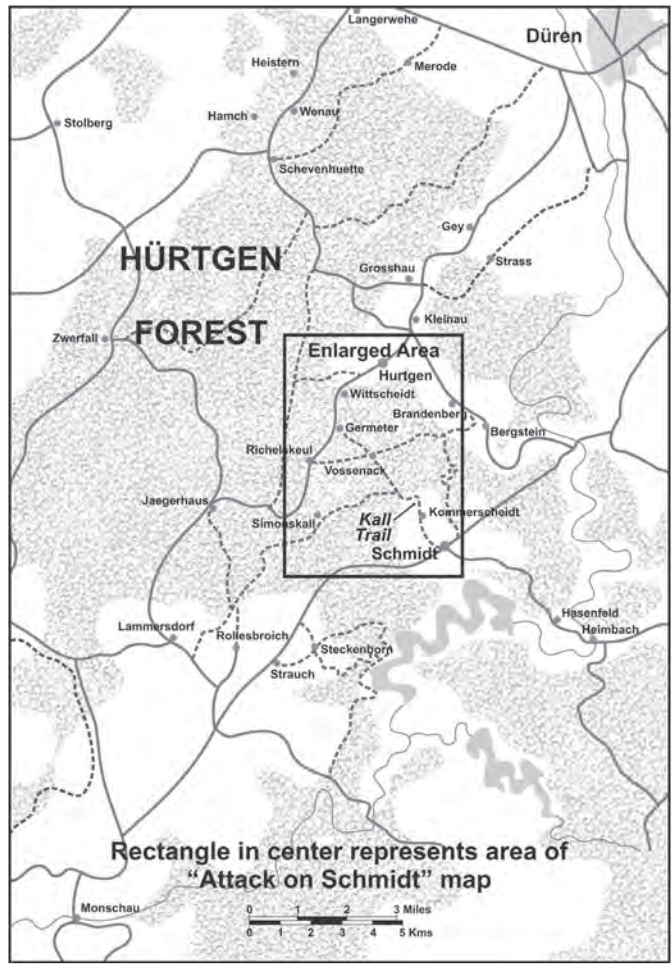 Langerwehe
Düren
Heistern
Merode
Hamch
Wenau
Stolberg
Schevenhuette
Gey
HÜRTGEN
Strass
Grosshau
Kleinau
FOREST
Zwerfall
Enlarged Area
Hurtgen
Wittscheidt
Brandenberg
Germeter
Bergstein
Richelskeul
Vossenack
Jaegerhaus
Simonskall
Kall
Trail
Kommerscheidt
Schmidt
Hasenfeld
Lammersdorf
Rollesbroich
Heimbach
Steckenborn
Strauch
Rectangle in center represents area of
“Attack on Schmidt” map
Monschau
0 1 2 3 Miles
0 1 2 3 4 5 Kms